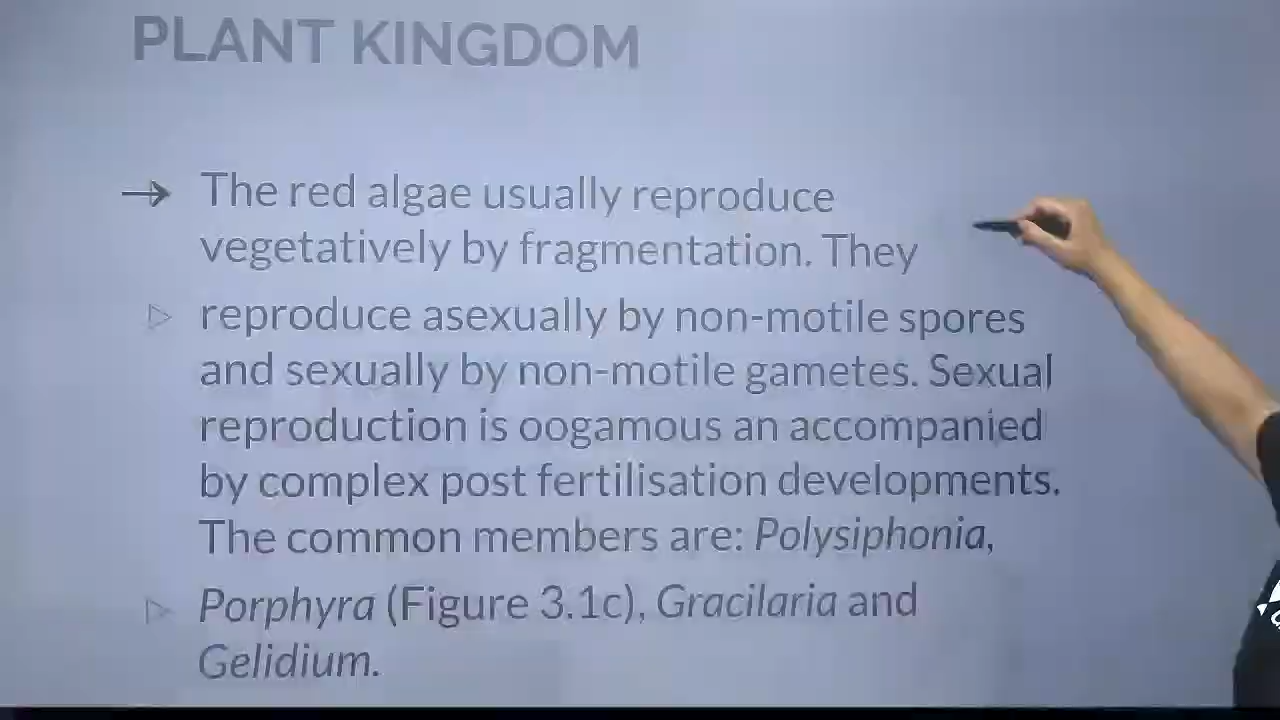 PLANT KINGDOM
→ The red algae usually reproduce
vegetatively by fragmentation. They
▷ reproduce asexually by non-motile spores
and sexually by non-motile gametes. Sexual
reproduction is oogamous an accompanied
by complex post fertilisation developments.
The common members are: Polysiphonia,
▷ Porphyra (Figure 3.1c), Gracilaria and
Gelidium.